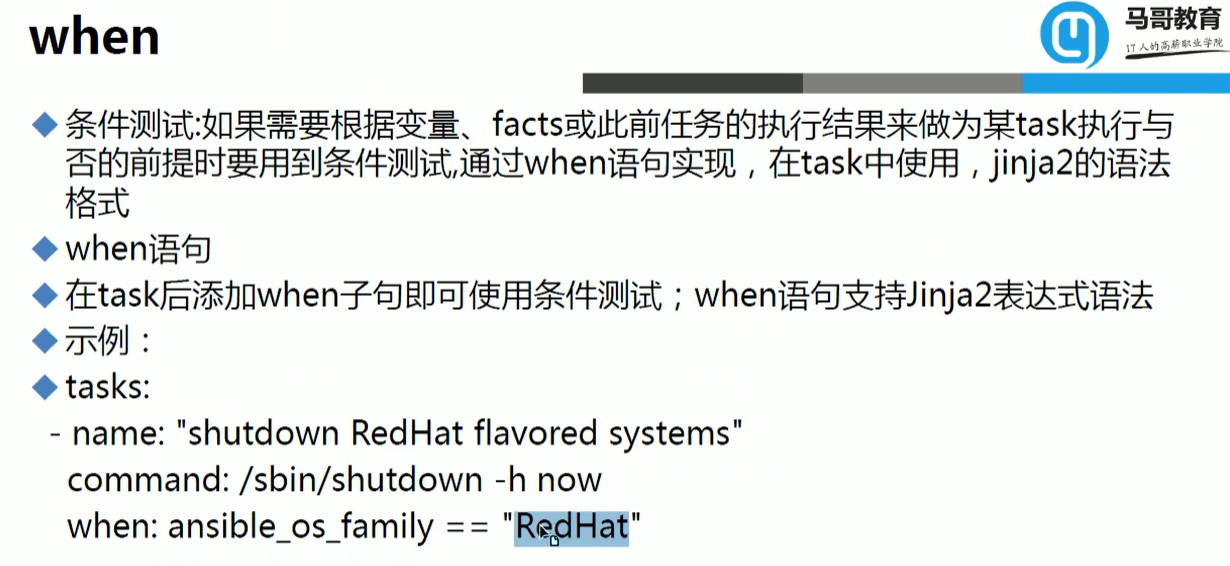 when
马哥教育
IT人的高薪职业学院
条件测试:如果需要根据变量、facts或此前任务的执行结果来做为某task执行与
否的前提时要用到条件测试,通过when语句实现，在task中使用，jinja2的语法
格式
when语句
在task后添加when子句即可使用条件测试；when语句支持Jinja2表达式语法
示例：
tasks:
- name: "shutdown RedHat flavored systems"
command: /sbin/shutdown -h now
when: ansible_os_family == "RedHat"